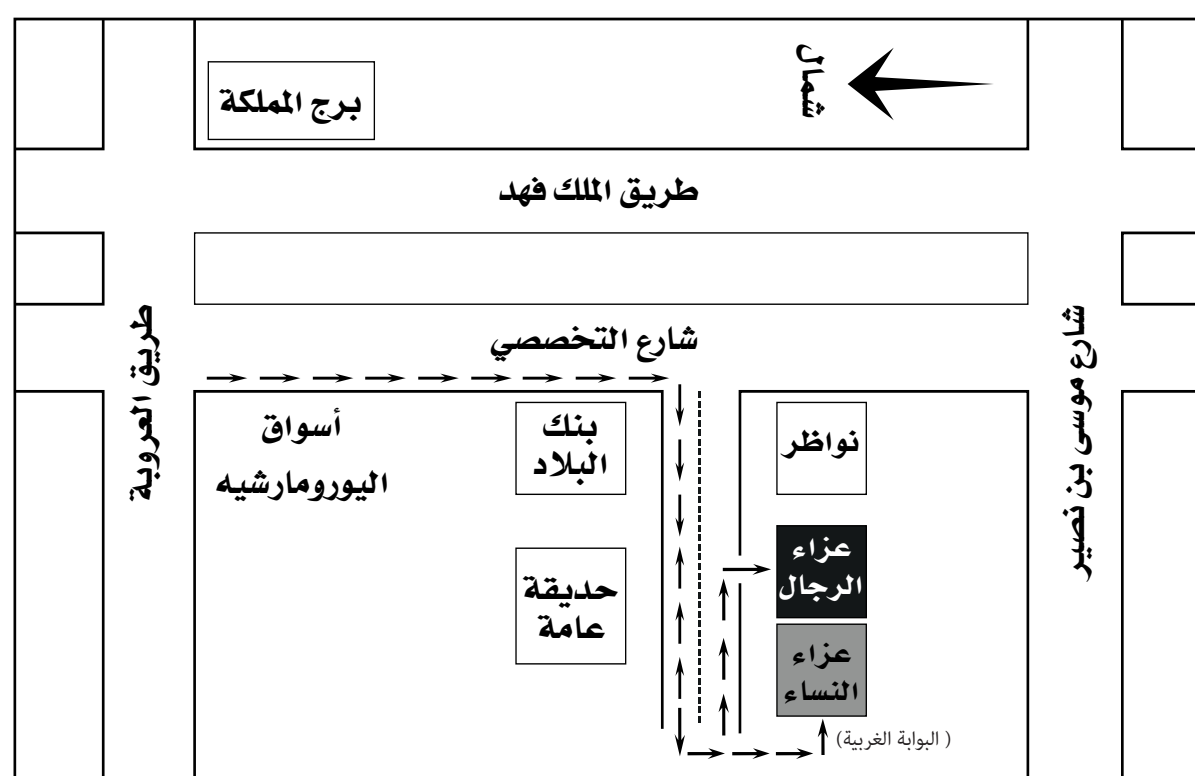 شمال
برج المملكة
طريق الملك فهد
شارع التخصصي
طريق العروبة
شارع موسى بن نصير
نواظر
بنك
البلاد
أسواق
اليورومارشيه
عزاء
الرجال
حديقة
عامة
عزاء
النساء
( البوابة الغربية)